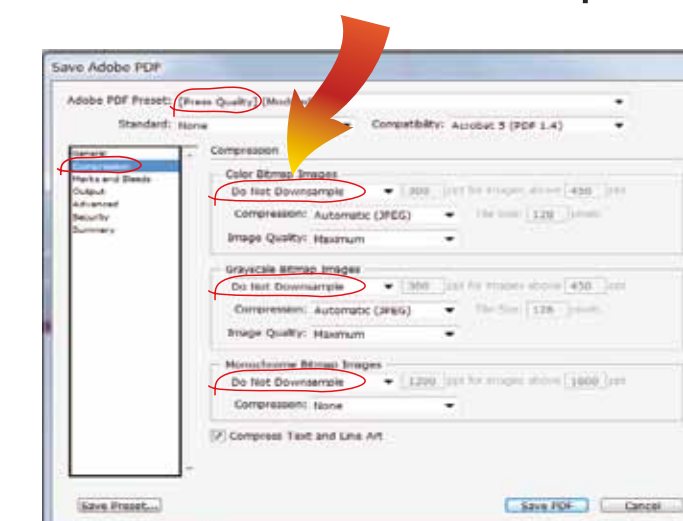 Save Adobe PDF
Adobe PDF Preset: [Press Quality]
Standard: None Compatibility: Acrobat 5 (PDF 1.4)
General
Compression
Marks and Bleeds
Output
Advanced
Security
Summary
Compression
Color Bitmap Images
Do Not Downsample 300 ppi for images above 450 ppi
Compression: Automatic (JPEG) Tile Size: 128 pixels
Image Quality: Maximum
Grayscale Bitmap Images
Do Not Downsample 300 ppi for images above 450 ppi
Compression: Automatic (JPEG) Tile Size: 128 pixels
Image Quality: Maximum
Monochrome Bitmap Images
Do Not Downsample 1200 ppi for images above 1800 ppi
Compression: None
Compress Text and Line Art
Save Preset... Save PDF Cancel